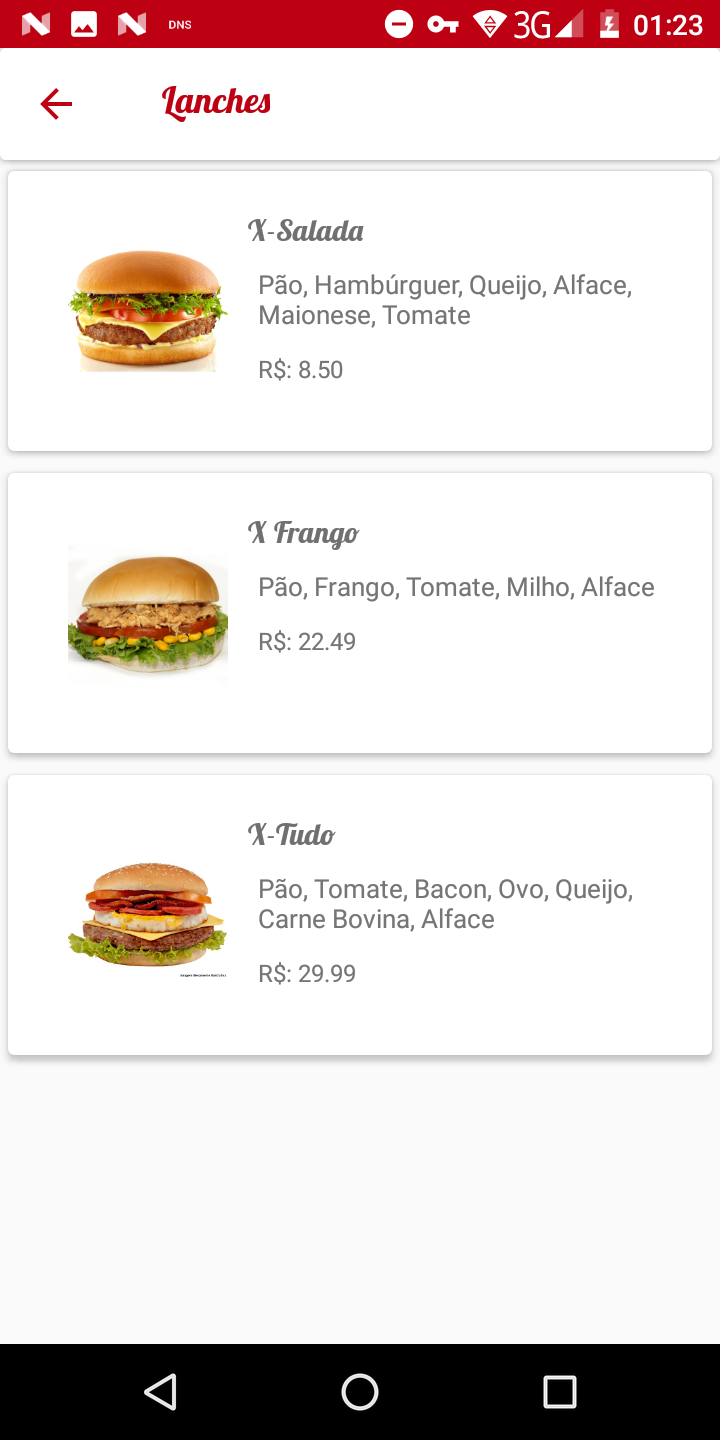 DNS
3G
01:23
Lanches
X-Salada
Pão, Hambúrguer, Queijo, Alface,
Maionese, Tomate
R$: 8.50
X Frango
Pão, Frango, Tomate, Milho, Alface
R$: 22.49
X-Tudo
Pão, Tomate, Bacon, Ovo, Queijo,
Carne Bovina, Alface
R$: 29.99